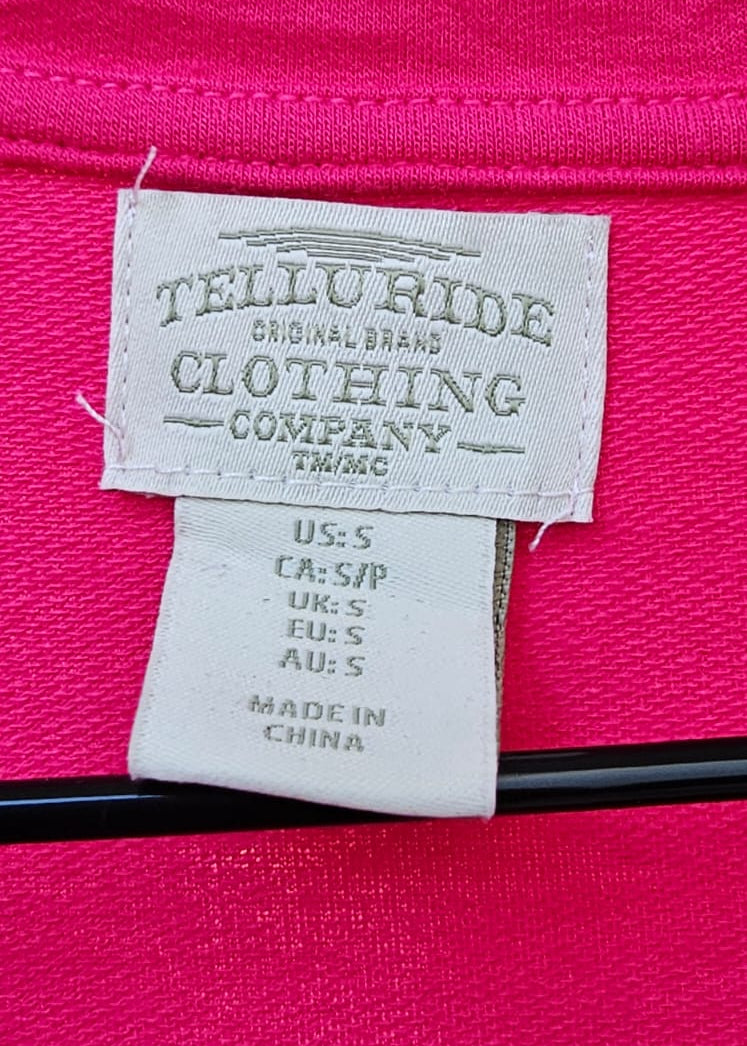 TELLURIDE
ORIGINAL BRAND
CLOTHING
COMPANY
TM/MC
US: S
CA: S/P
UK: S
EU: S
AU: S
MADE IN
CHINA